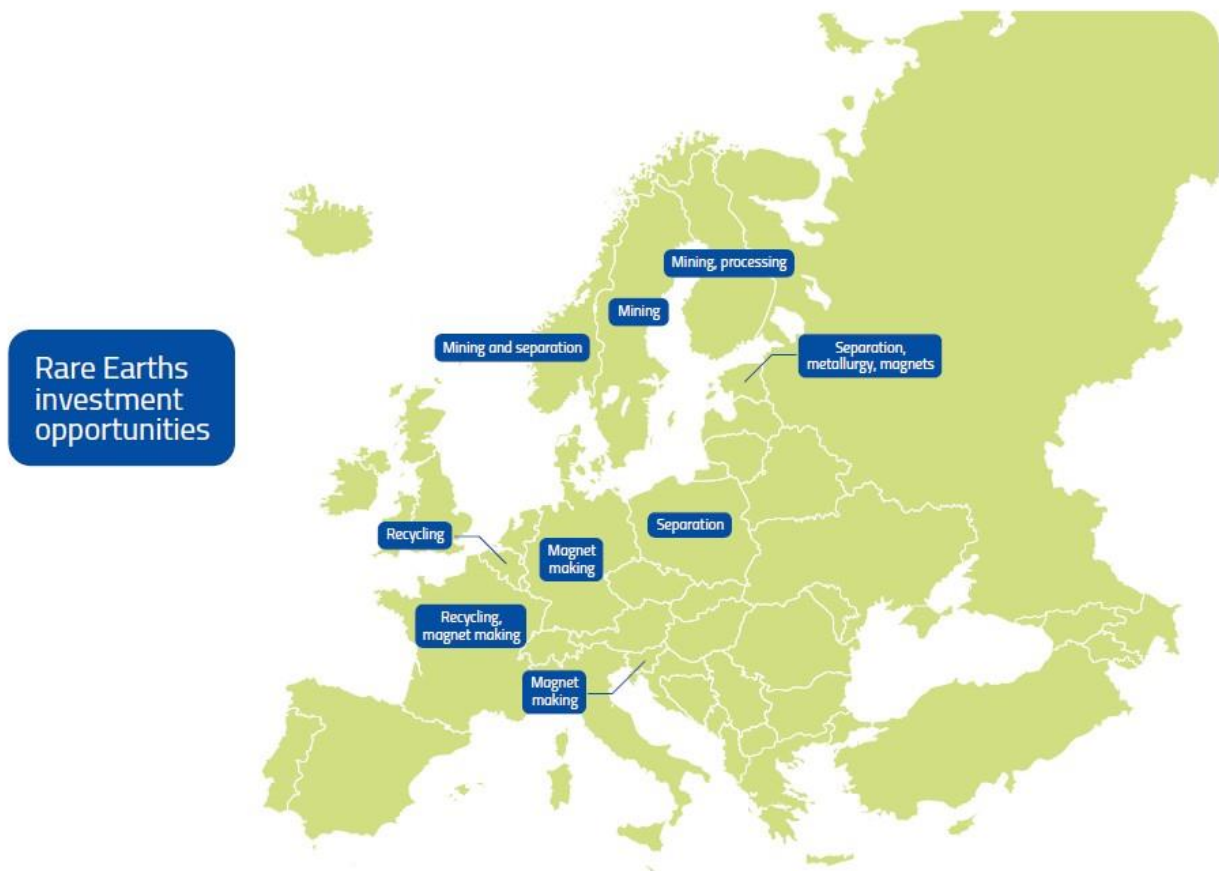 Rare Earths
investment
opportunities
Mining, processing
Mining
Mining and separation
Separation,
metallurgy, magnets
Recycling
Separation
Magnet
making
Recycling,
magnet making
Magnet
making